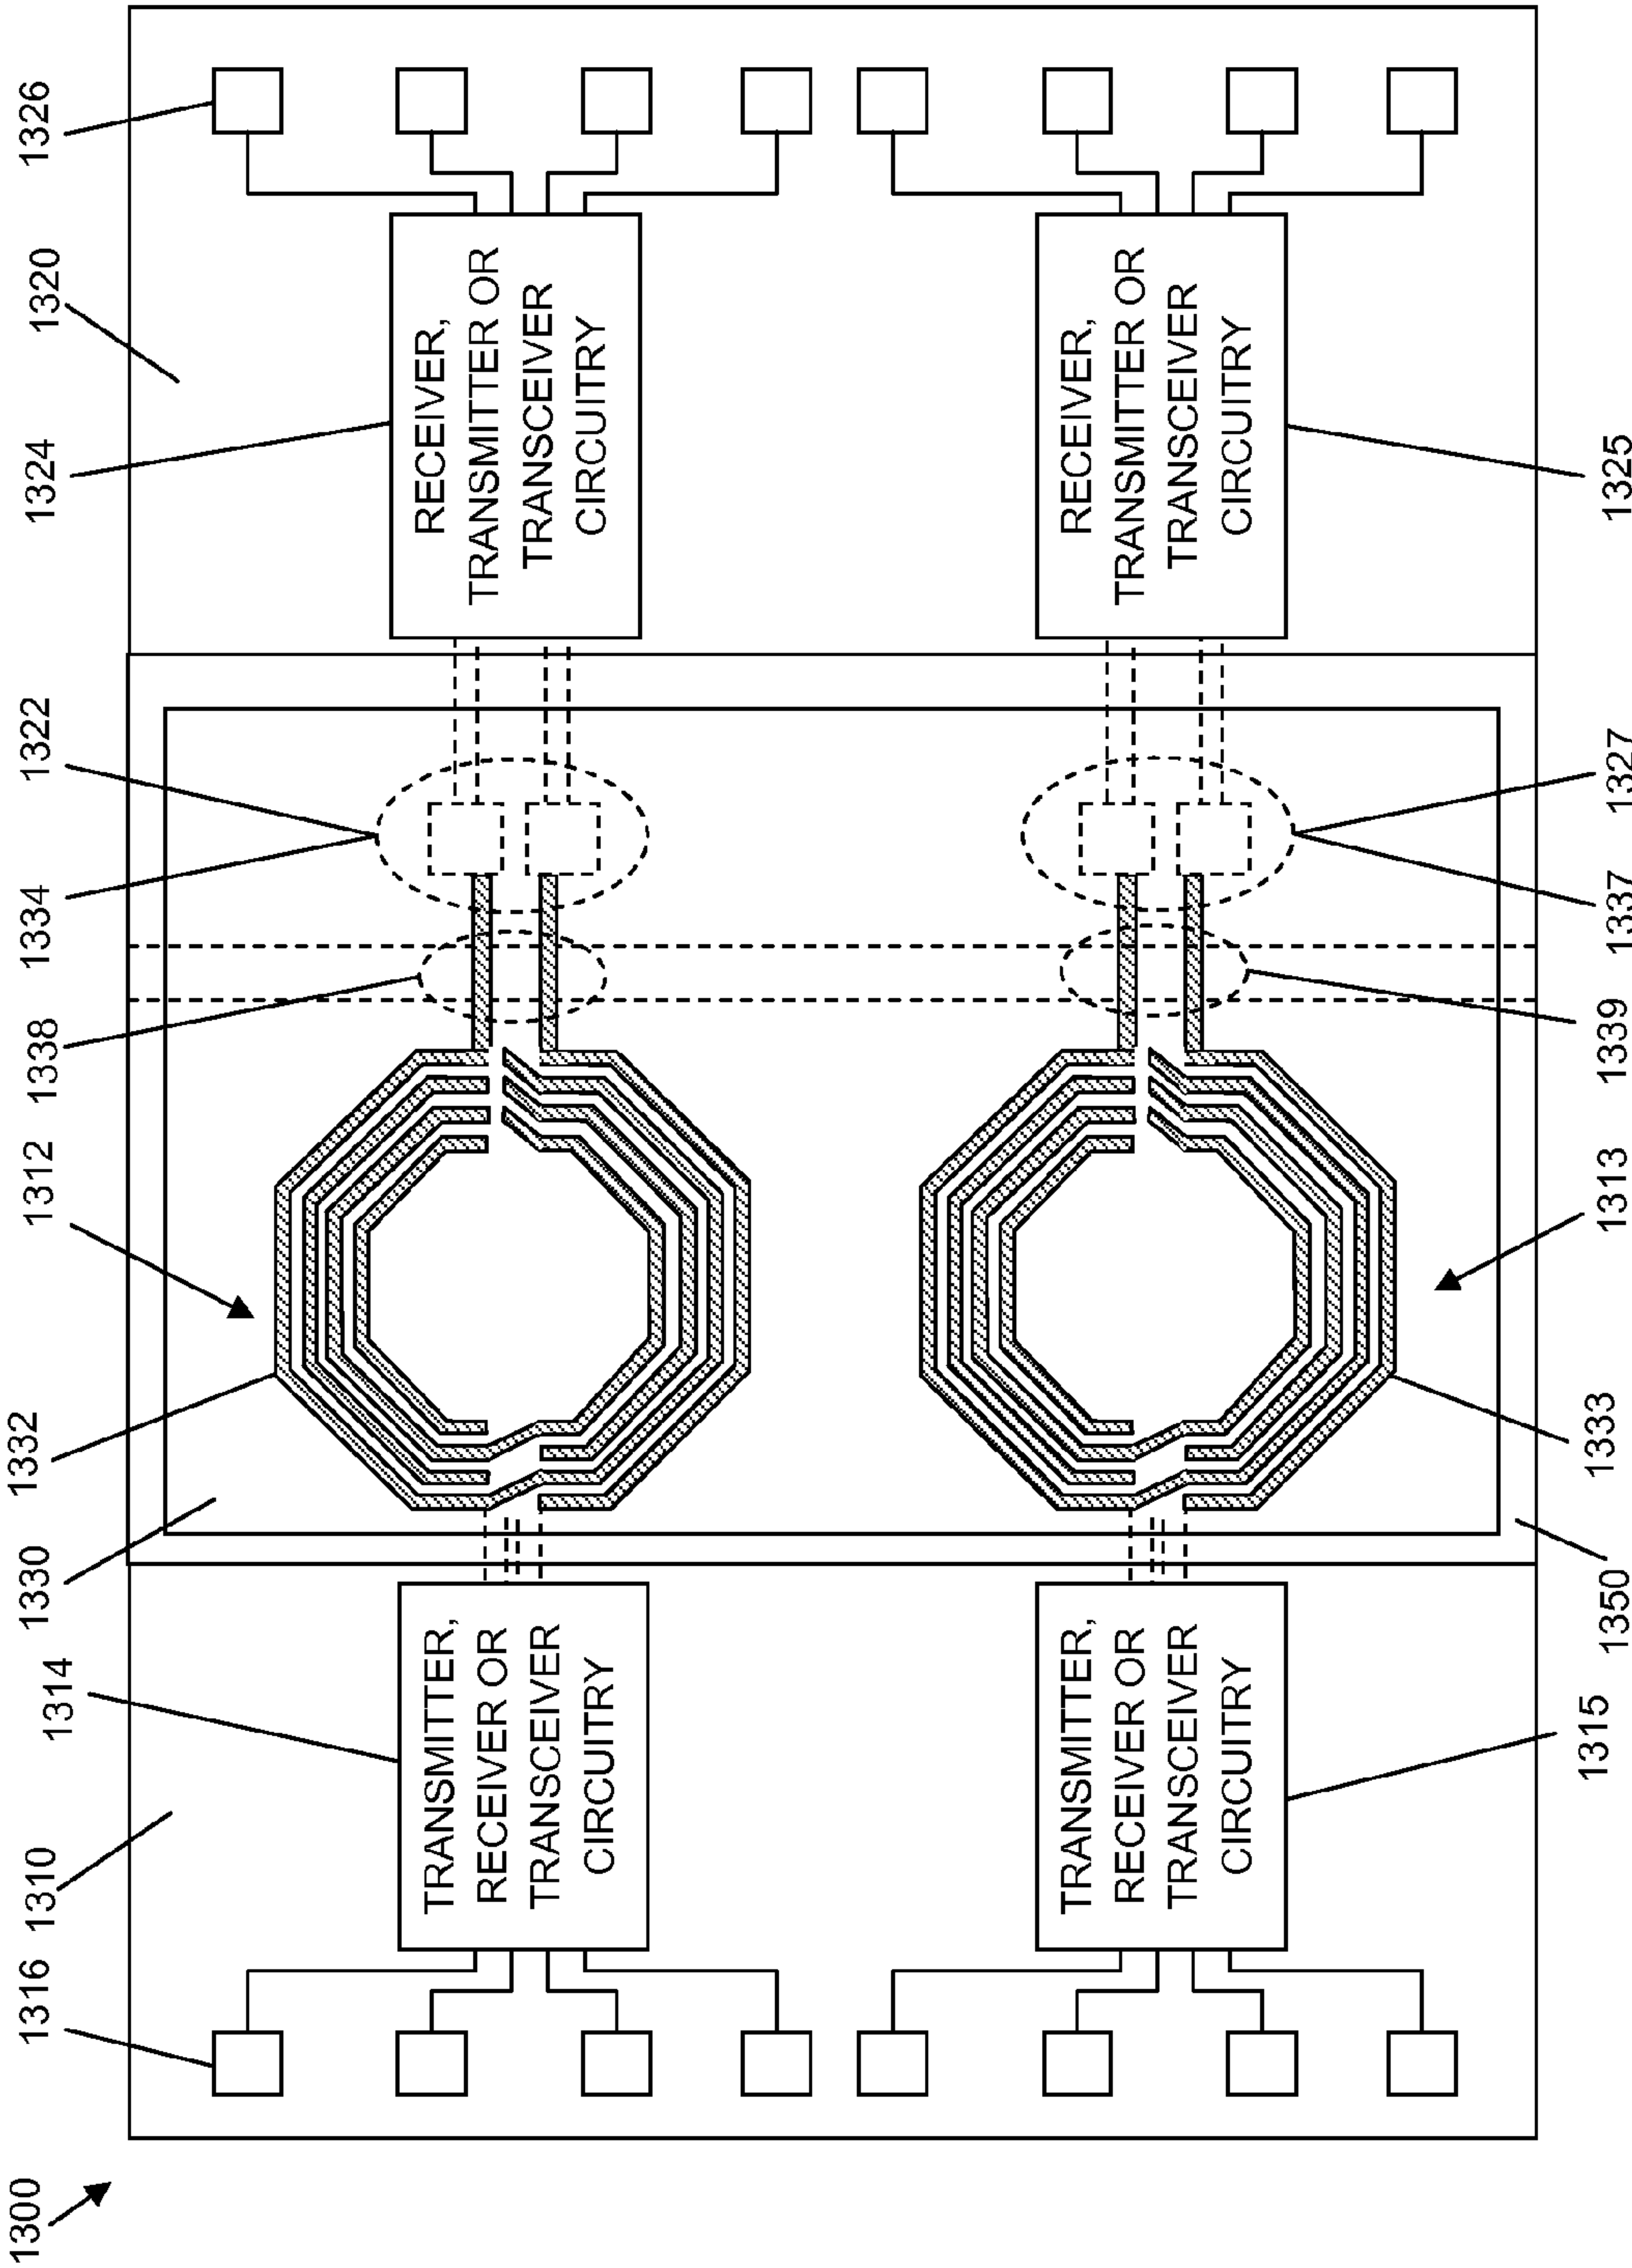 1300
1316
1310
1314
1330
1332
1312
1338
1334
1322
1324
1320
1326
TRANSMITTER,
RECEIVER OR
TRANSCEIVER
CIRCUITRY
RECEIVER,
TRANSMITTER OR
TRANSCEIVER
CIRCUITRY
TRANSMITTER,
RECEIVER OR
TRANSCEIVER
CIRCUITRY
RECEIVER,
TRANSMITTER OR
TRANSCEIVER
CIRCUITRY
1315
1350
1333
1313
1339
1337
1327
1325